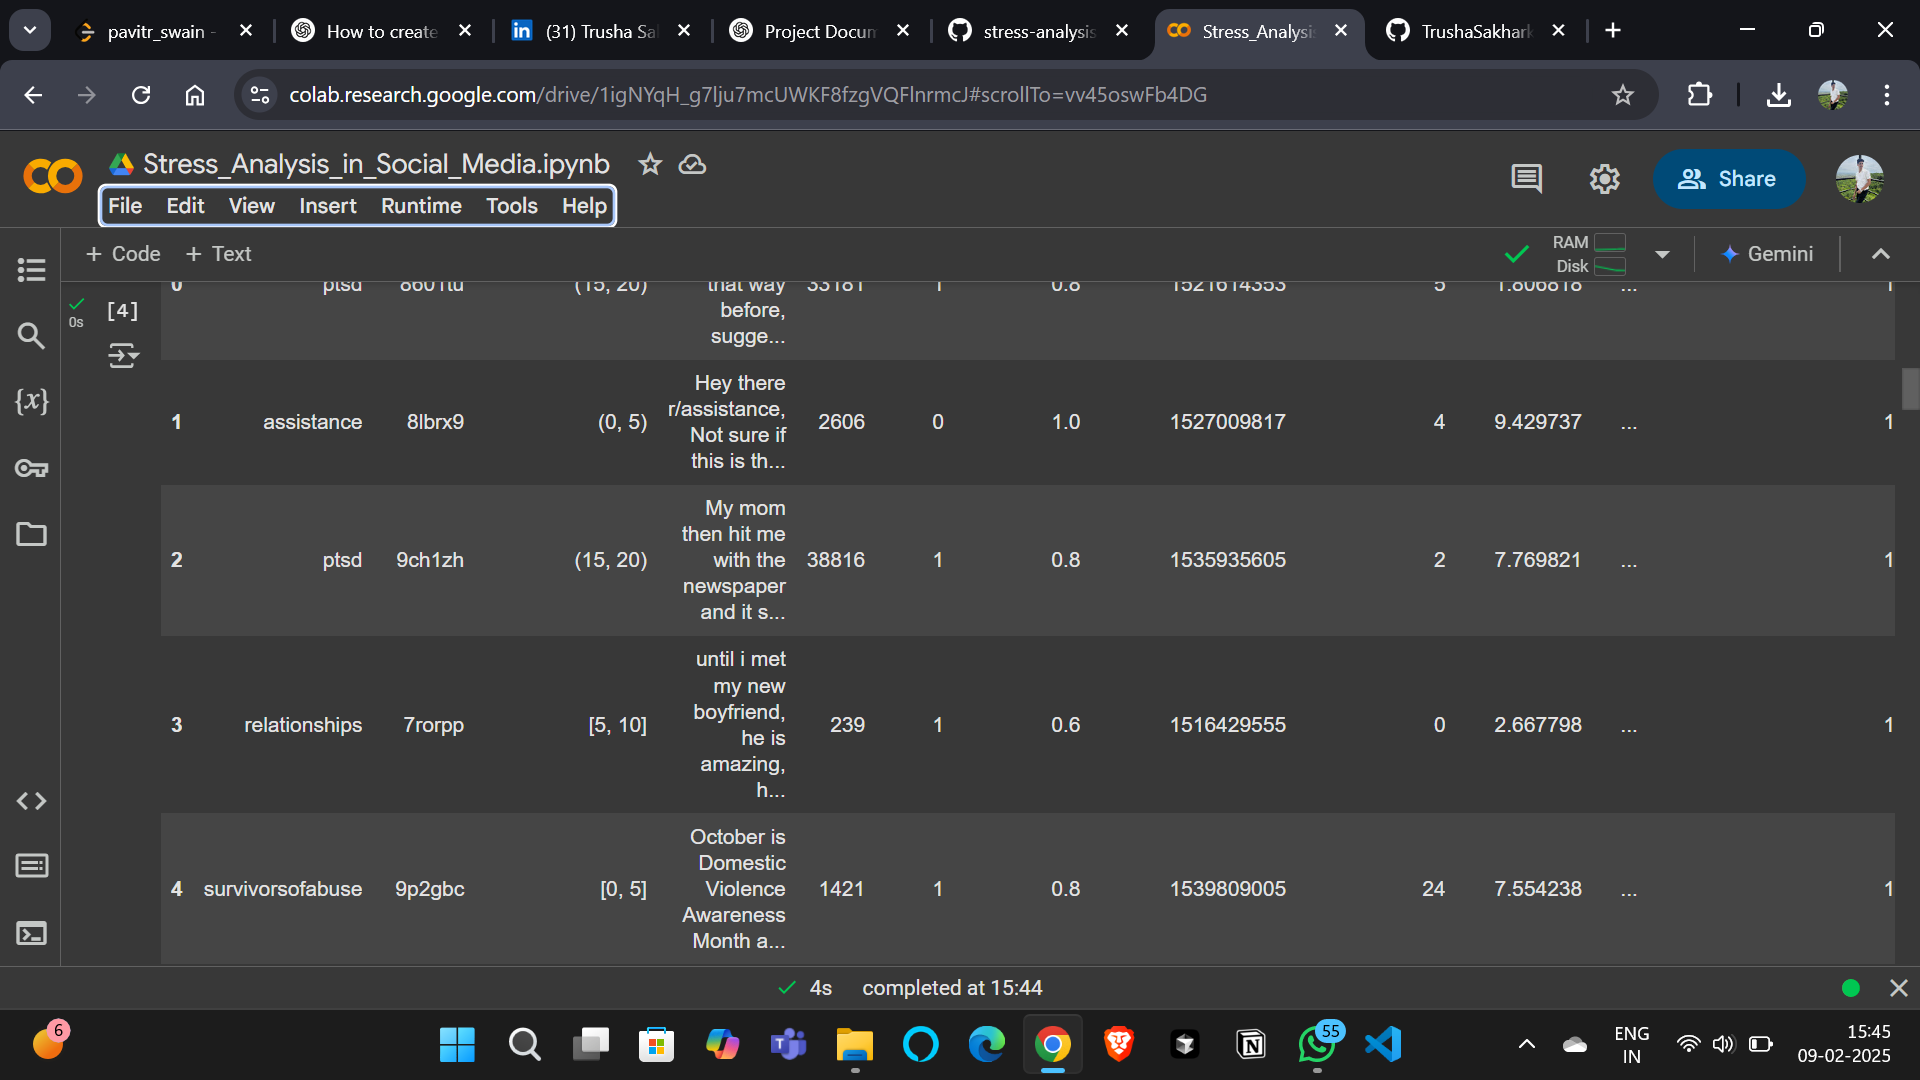 pavitr_swain -
How to create
(31) Trusha Sa
Project Docum
stress-analysis
Stress_Analysi
TrushaSakhark
colab.research.google.com/drive/1igNYqH_g7lju7mcUWKF8fzgVQFlnrmcJ#scrollTo=vv45oswFb4DG
Stress_Analysis_in_Social_Media.ipynb
Share
File Edit View Insert Runtime Tools Help
+ Code + Text
RAM
Disk
Gemini
0s
[4]
0 ptsd 8601tu (15, 20) that way 33181 1 0.8 1521614353 5 1.806818 ... 1
before,
sugge...
Hey there
r/assistance,
1 assistance 8lbrx9 (0, 5) Not sure if 2606 0 1.0 1527009817 4 9.429737 ... 1
this is th...
My mom
then hit me
2 ptsd 9ch1zh (15, 20) with the 38816 1 0.8 1535935605 2 7.769821 ... 1
newspaper
and it s...
until i met
my new
boyfriend,
3 relationships 7rorpp [5, 10] he is 239 1 0.6 1516429555 0 2.667798 ... 1
amazing,
h...
October is
Domestic
4 survivorsofabuse 9p2gbc [0, 5] Violence 1421 1 0.8 1539809005 24 7.554238 ... 1
Awareness
Month a...
4s completed at 15:44
6
55
ENG
IN
15:45
09-02-2025